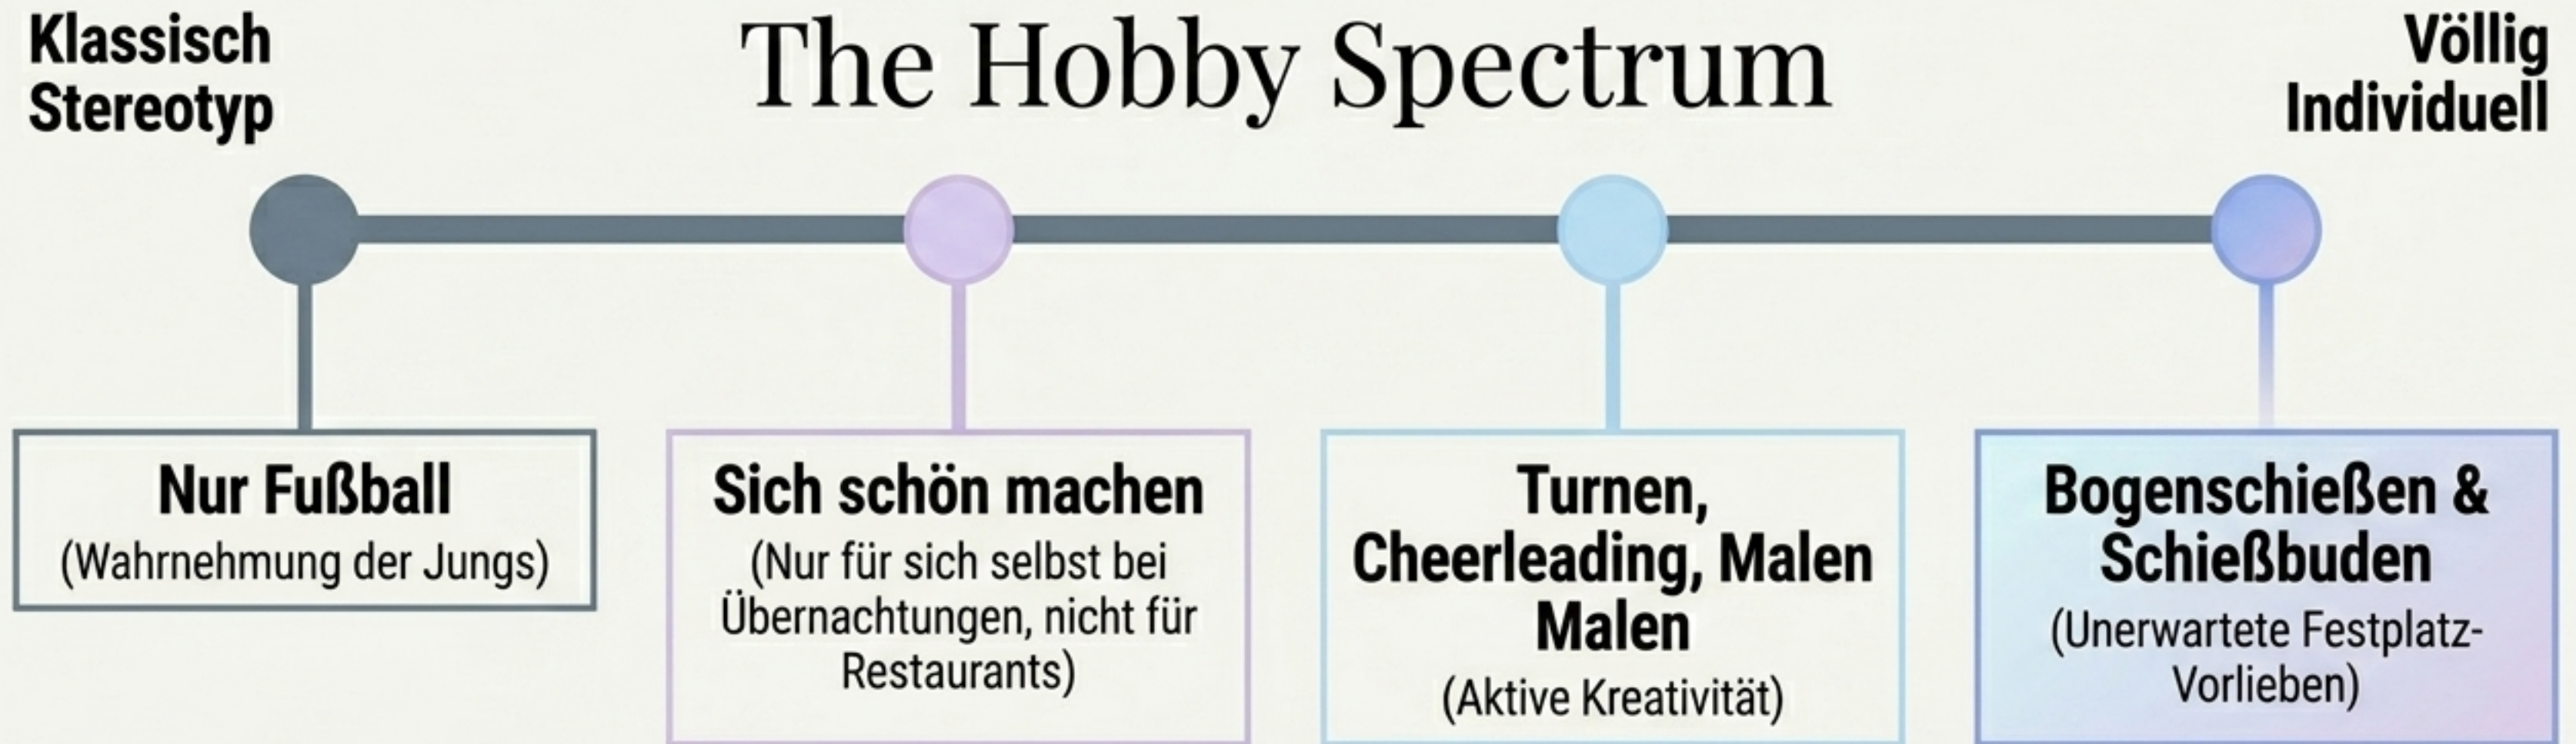 Klassisch
Stereotyp
The Hobby Spectrum
Völlig
Individuell
Nur Fußball
(Wahrnehmung der Jungs)
Sich schön machen
(Nur für sich selbst bei
Übernachtungen, nicht für
Restaurants)
Turnen,
Cheerleading, Malen
Malen
(Aktive Kreativität)
Bogenschießen &
Schießbuden
(Unerwartete Festplatz-
Vorlieben)